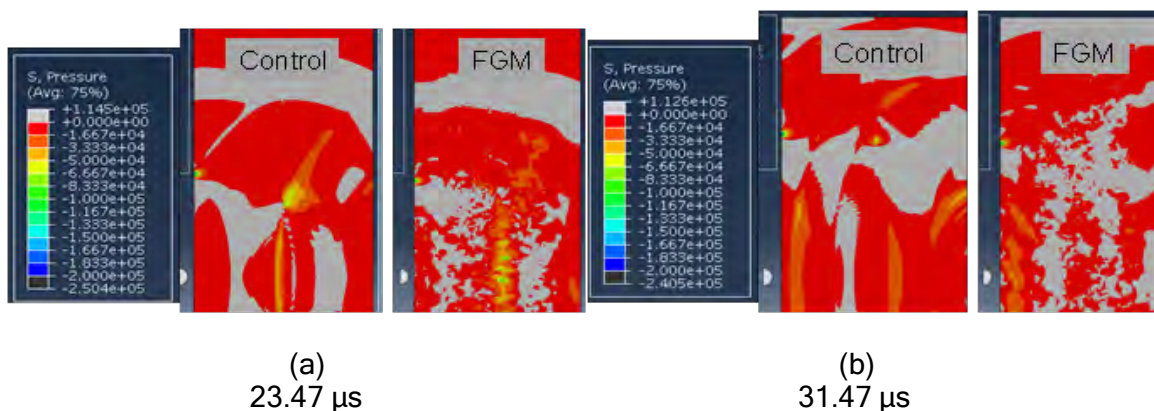 Control
FGM
S, Pressure
(Avg: 75%)
+1.145e+05
+0.000e+00
-1.667e+04
-3.333e+04
-5.000e+04
-6.667e+04
-8.333e+04
-1.000e+05
-1.167e+05
-1.333e+05
-1.500e+05
-1.667e+05
-1.833e+05
-2.000e+05
-2.504e+05
Control
FGM
S, Pressure
(Avg: 75%)
+1.126e+05
+0.000e+00
-1.667e+04
-3.333e+04
-5.000e+04
-6.667e+04
-8.333e+04
-1.000e+05
-1.167e+05
-1.333e+05
-1.500e+05
-1.667e+05
-1.833e+05
-2.000e+05
-2.405e+05
(a)
23.47 µs
(b)
31.47 µs